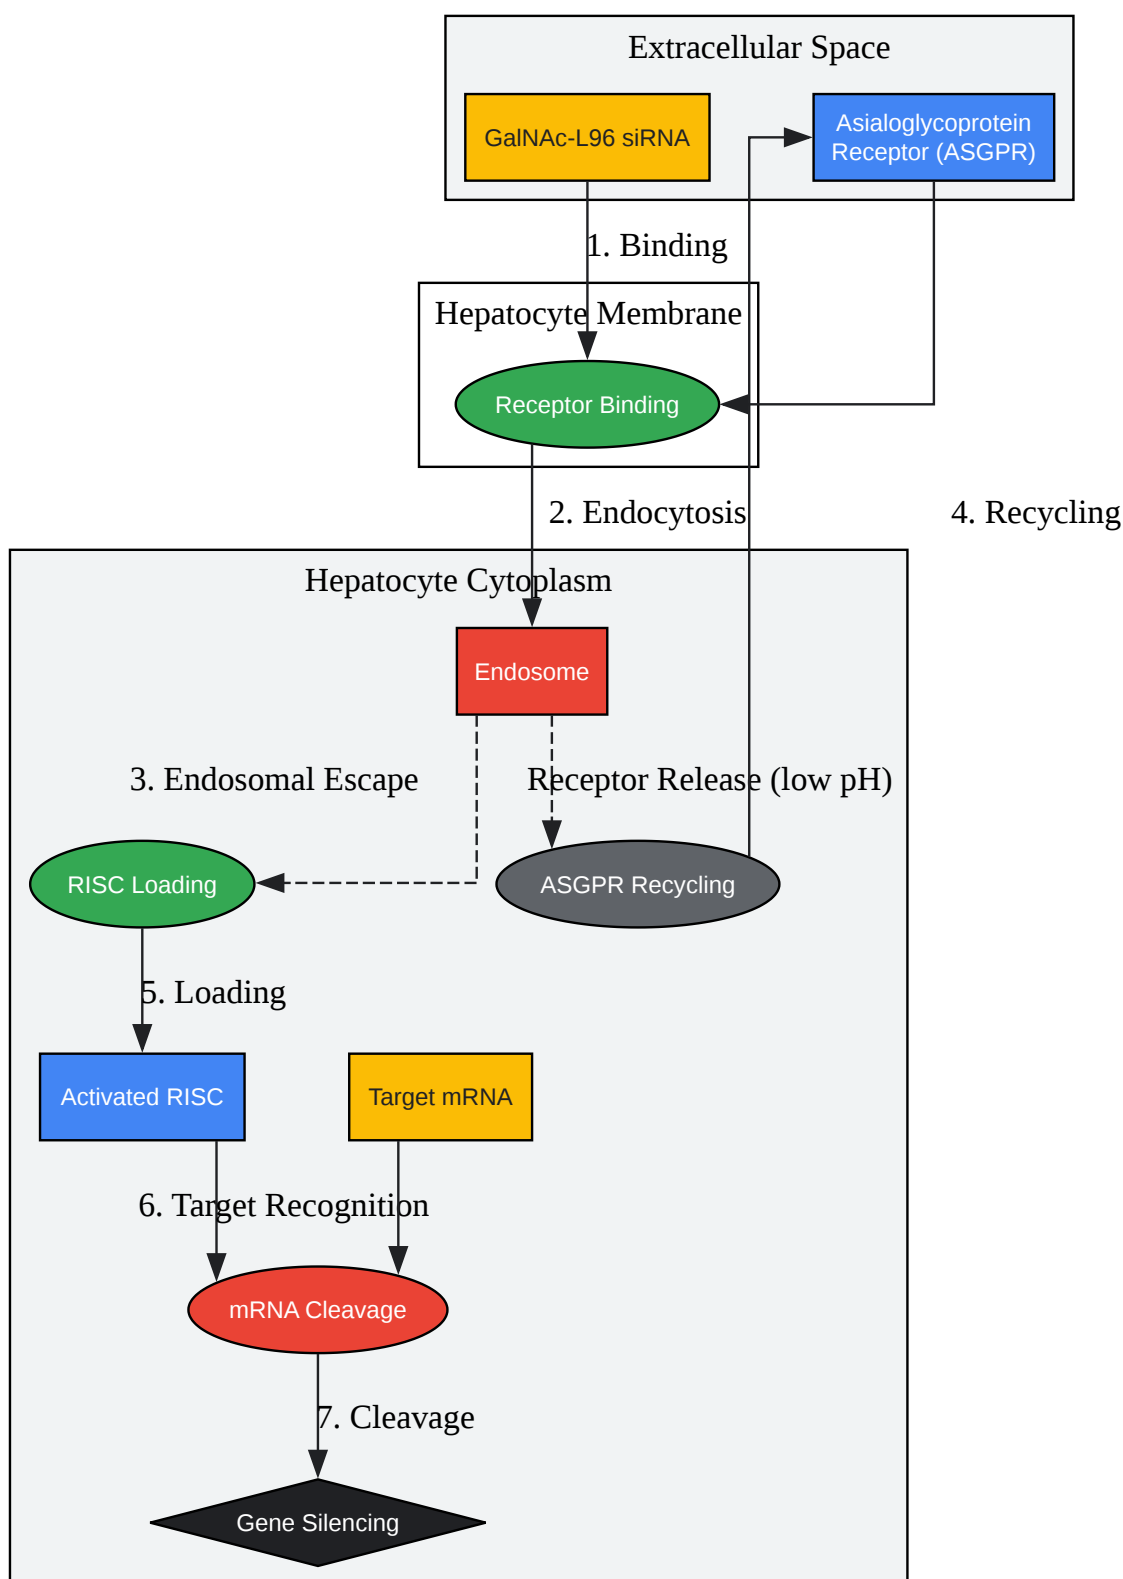 Extracellular Space
GalNAc-L96 siRNA
Asialoglycoprotein
Receptor (ASGPR)
1. Binding
Hepatocyte Membrane
Receptor Binding
2. Endocytosis
4. Recycling
Hepatocyte Cytoplasm
Endosome
3. Endosomal Escape
Receptor Release (low pH)
RISC Loading
ASGPR Recycling
5. Loading
Activated RISC
Target mRNA
6. Target Recognition
mRNA Cleavage
7. Cleavage
Gene Silencing